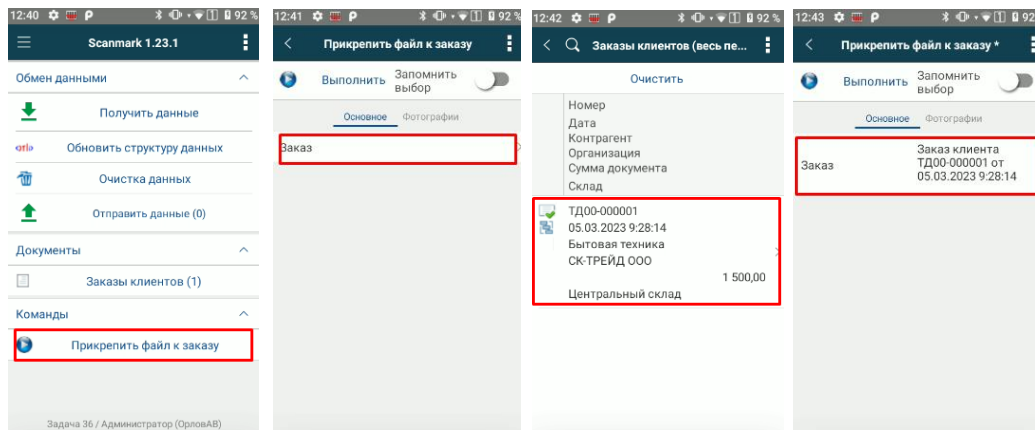 12:40 92 %
Scanmark 1.23.1
Обмен данными
Получить данные
Обновить структуру данных
Очистка данных
Отправить данные (0)
Документы
Заказы клиентов (1)
Команды
Прикрепить файл к заказу
Задача 36 / Администратор (ОрловАВ)
12:41 92 %
Прикрепить файл к заказу
Выполнить Запомнить
выбор
Основное Фотографии
Заказ
12:42 92 %
Заказы клиентов (весь пе...
Очистить
Номер
Дата
Контрагент
Организация
Сумма документа
Склад
ТД00-000001
05.03.2023 9:28:14
Бытовая техника
СК-ТРЕЙД ООО
1 500,00
Центральный склад
12:43 92
Прикрепить файл к заказу *
Выполнить Запомнить
выбор
Основное Фотографии
Заказ Заказ клиента
ТД00-000001 от
05.03.2023 9:28:14